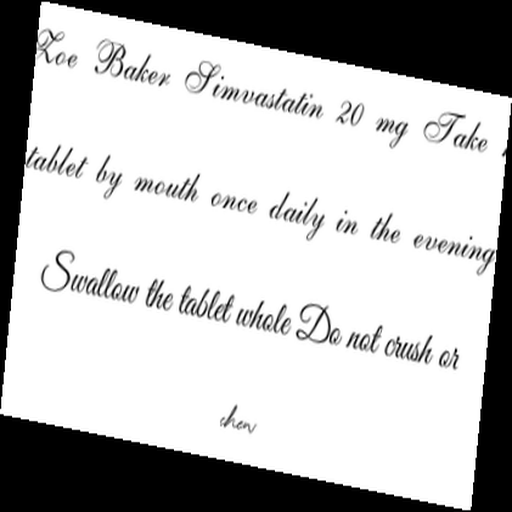 Zoe Baker Simvastatin 20 mg Take
tablet by mouth once daily in the evening
Swallow the tablet whole Do not crush or
chew